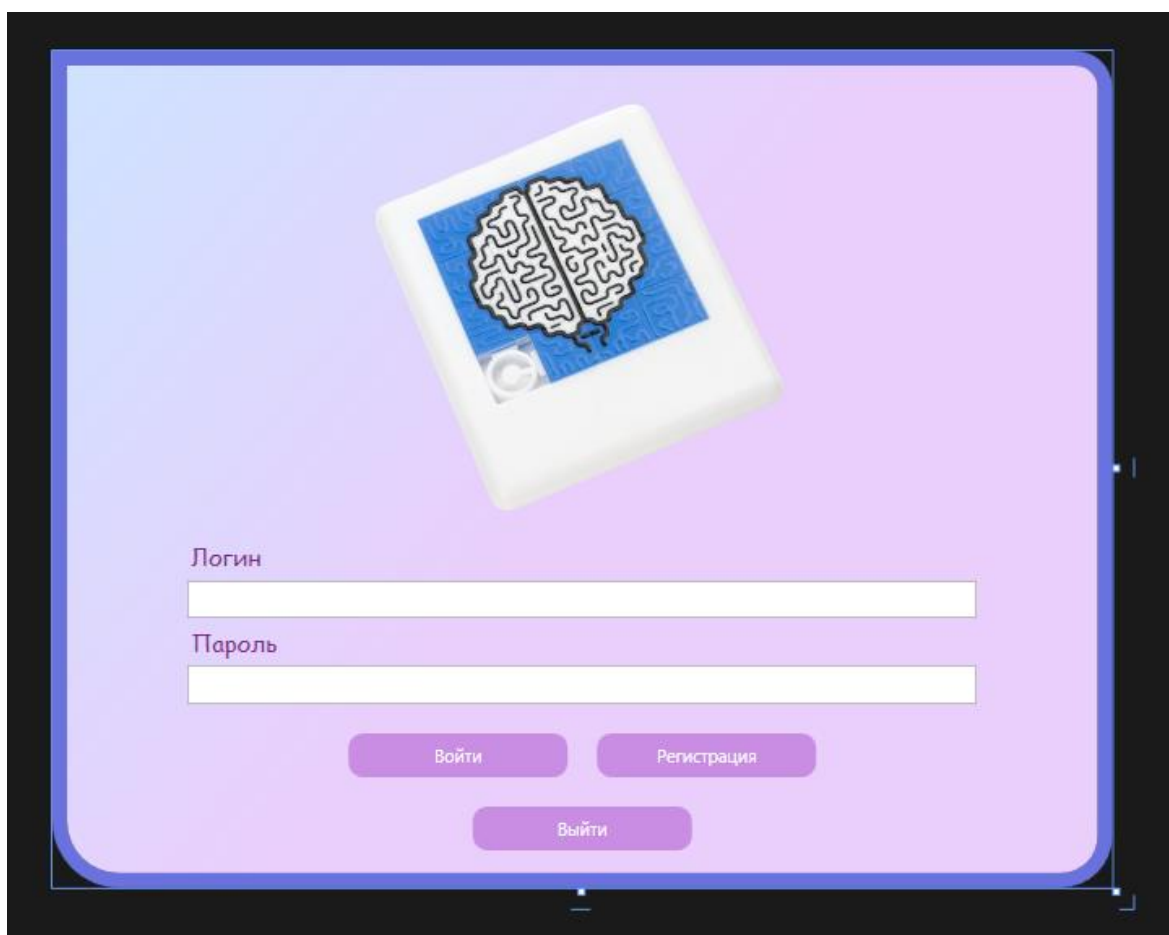 Логин
Пароль
Войти
Регистрация
Выйти